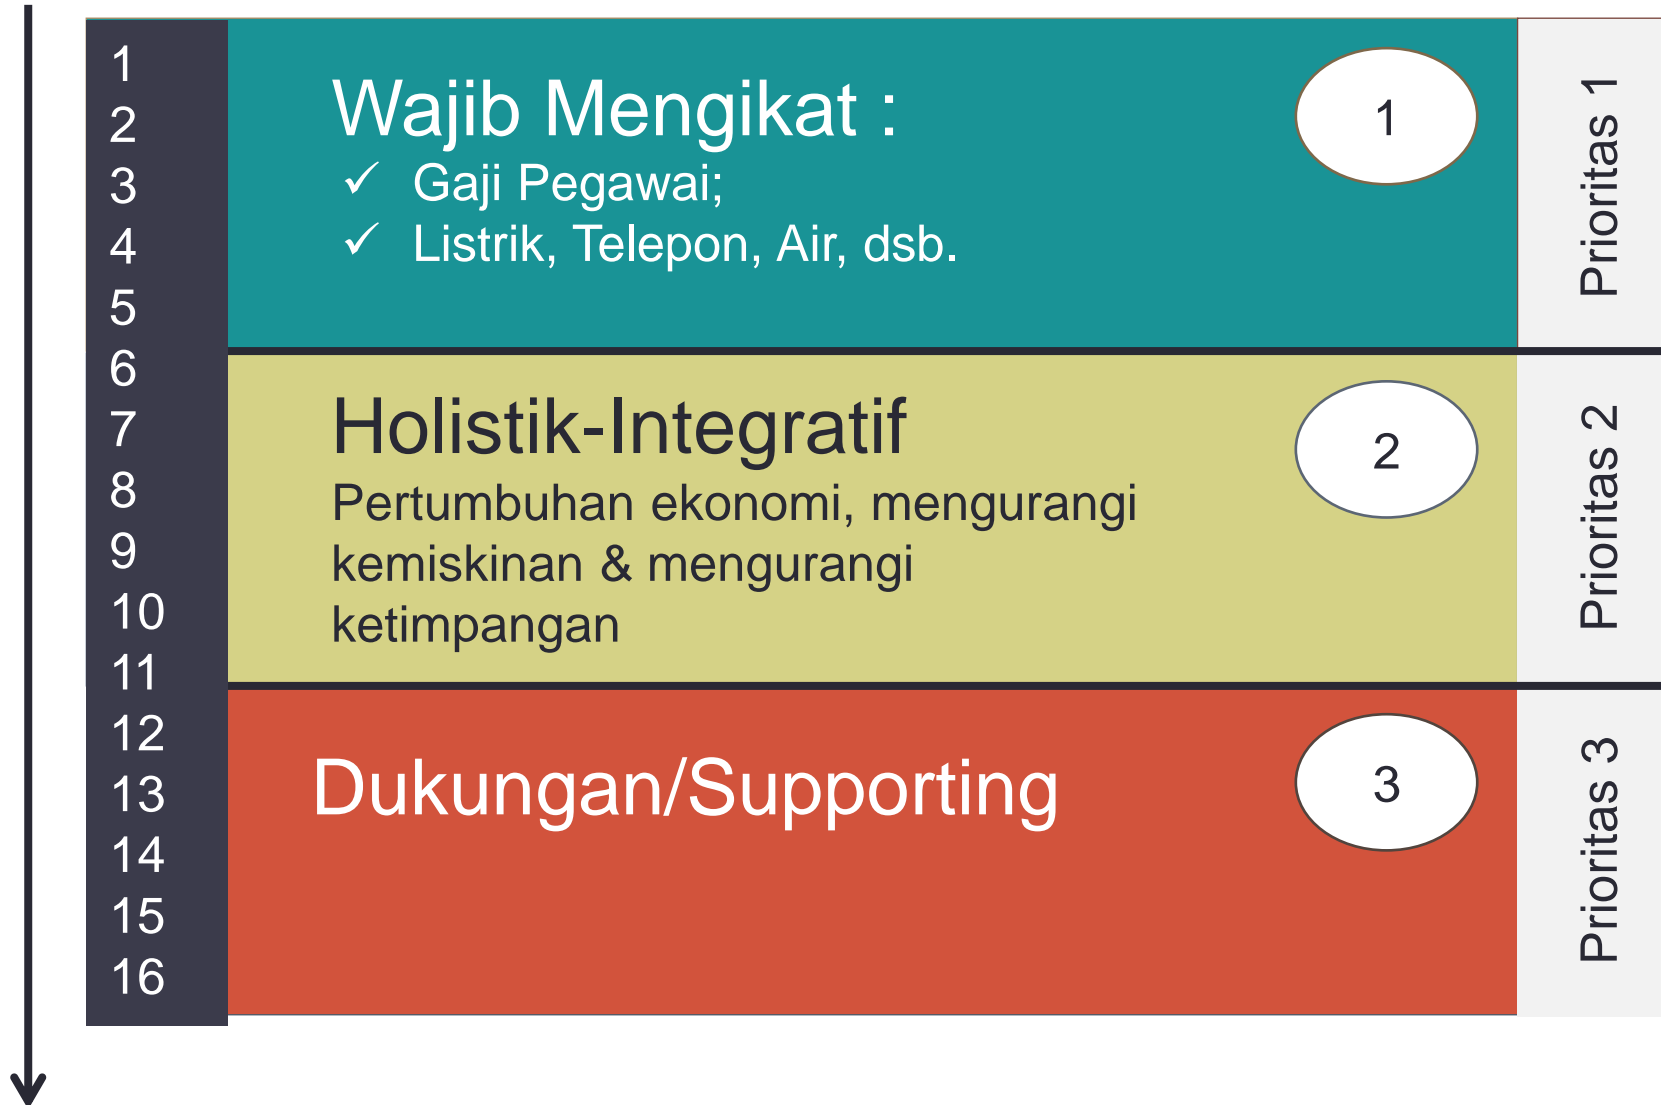 1
2
3
4
5
6
7
8
9
10
11
12
13
14
15
16
Wajib Mengikat :
✓ Gaji Pegawai;
✓ Listrik, Telepon, Air, dsb.
1
Prioritas 1
Holistik-Integratif
Pertumbuhan ekonomi, mengurangi
kemiskinan & mengurangi
ketimpangan
2
Prioritas 2
Dukungan/Supporting
3
Prioritas 3